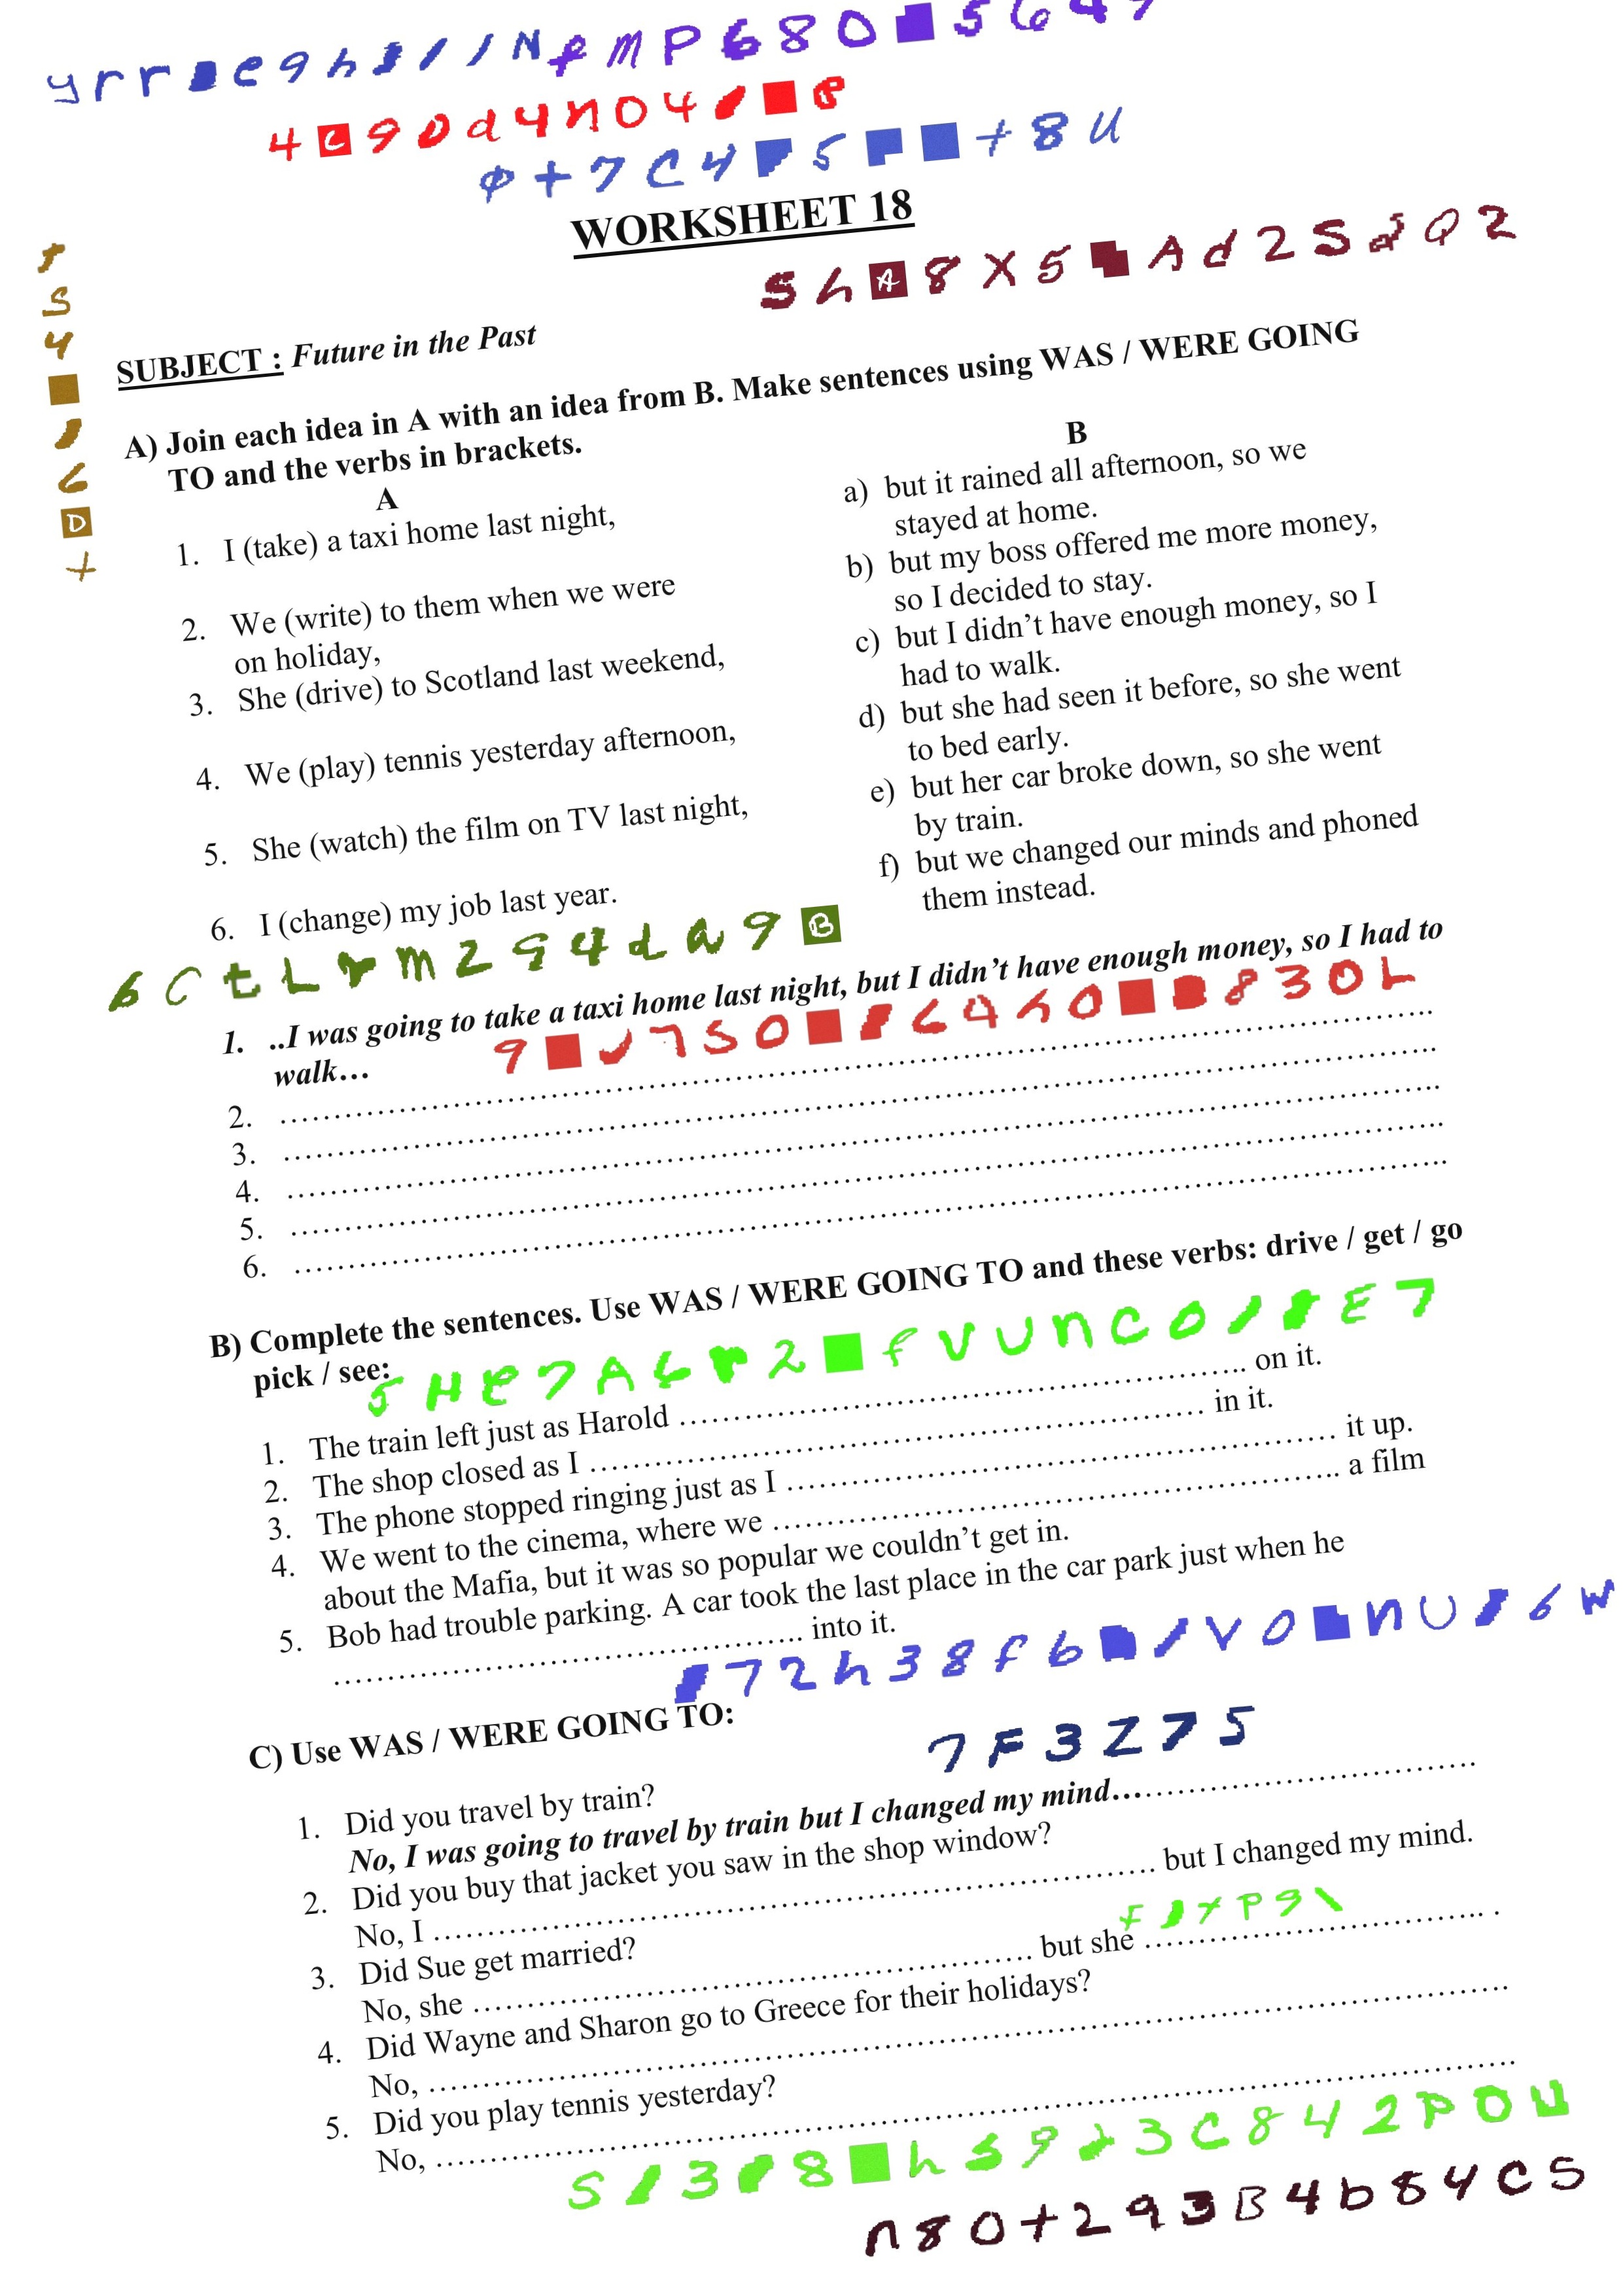 WORKSHEET 18
SUBJECT : Future in the Past
A) Join each idea in A with an idea from B. Make sentences using WAS / WERE GOING
TO and the verbs in brackets.
A
1. I (take) a taxi home last night,
2. We (write) to them when we were
on holiday,
3. She (drive) to Scotland last weekend,
4. We (play) tennis yesterday afternoon,
5. She (watch) the film on TV last night,
6. I (change) my job last year.
B
a) but it rained all afternoon, so we
stayed at home.
b) but my boss offered me more money,
so I decided to stay.
c) but I didn’t have enough money, so I
had to walk.
d) but she had seen it before, so she went
to bed early.
e) but her car broke down, so she went
by train.
f) but we changed our minds and phoned
them instead.
1. ..I was going to take a taxi home last night, but I didn’t have enough money, so I had to
walk…
2. ……………………………………………………………………………………
3. ……………………………………………………………………………………
4. ……………………………………………………………………………………
5. ……………………………………………………………………………………
6. ……………………………………………………………………………………
B) Complete the sentences. Use WAS / WERE GOING TO and these verbs: drive / get / go
pick / see:
1. The train left just as Harold …………………………………………… on it.
2. The shop closed as I …………………………………………… in it.
3. The phone stopped ringing just as I …………………………………………… it up.
4. We went to the cinema, where we …………………………………………… a film
about the Mafia, but it was so popular we couldn’t get in.
5. Bob had trouble parking. A car took the last place in the car park just when he
…………………………………… into it.
C) Use WAS / WERE GOING TO:
7F3Z75
1. Did you travel by train?
No, I was going to travel by train but I changed my mind…………………………
2. Did you buy that jacket you saw in the shop window?
No, I …………………………………………………… but I changed my mind.
3. Did Sue get married?
No, she …………………………………………… but she ………………………… .
4. Did Wayne and Sharon go to Greece for their holidays?
No, ……………………………………………………………………………
5. Did you play tennis yesterday?
No, ……………………………………………………………………………
n80+293B4b84CS